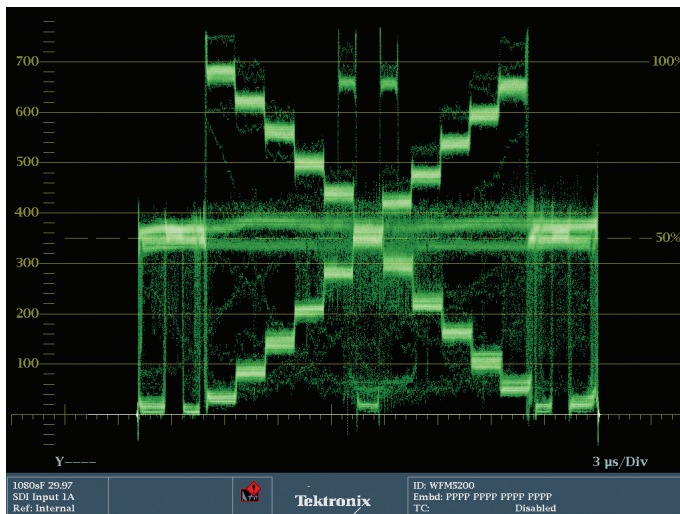 700
100%
600
500
400
50%
300
200
100
Y----
3 µs/Div
1080sF 29.97
SDI Input 1A
Ref: Internal
Tektronix
ID: WFM5200
Embd: PPPP PPPP PPPP PPPP
TC: Disabled